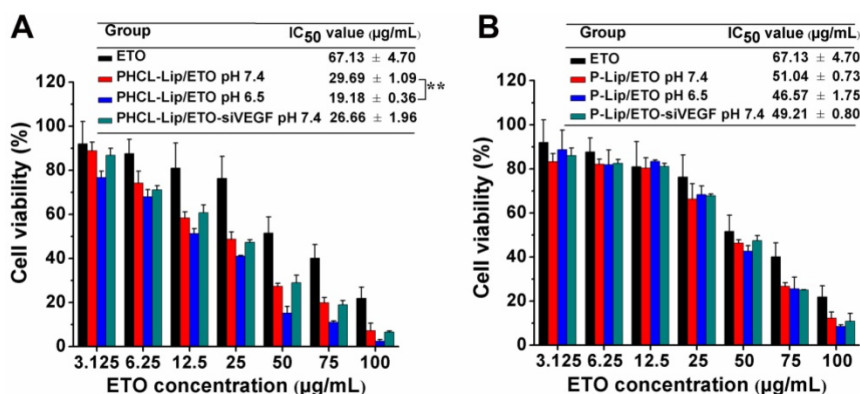 A
Group IC50 value (µg/mL)
ETO 67.13 ± 4.70
PHCL-Lip/ETO pH 7.4 29.69 ± 1.09
PHCL-Lip/ETO pH 6.5 19.18 ± 0.36
**
PHCL-Lip/ETO-siVEGF pH 7.4 26.66 ± 1.96
Cell viability (%)
120
100
80
60
40
20
0
3.125 6.25 12.5 25 50 75 100
ETO concentration (µg/mL)
B
Group IC50 value (µg/mL)
ETO 67.13 ± 4.70
P-Lip/ETO pH 7.4 51.04 ± 0.73
P-Lip/ETO pH 6.5 46.57 ± 1.75
P-Lip/ETO-siVEGF pH 7.4 49.21 ± 0.80
Cell viability (%)
120
100
80
60
40
20
0
3.125 6.25 12.5 25 50 75 100
ETO concentration (µg/mL)